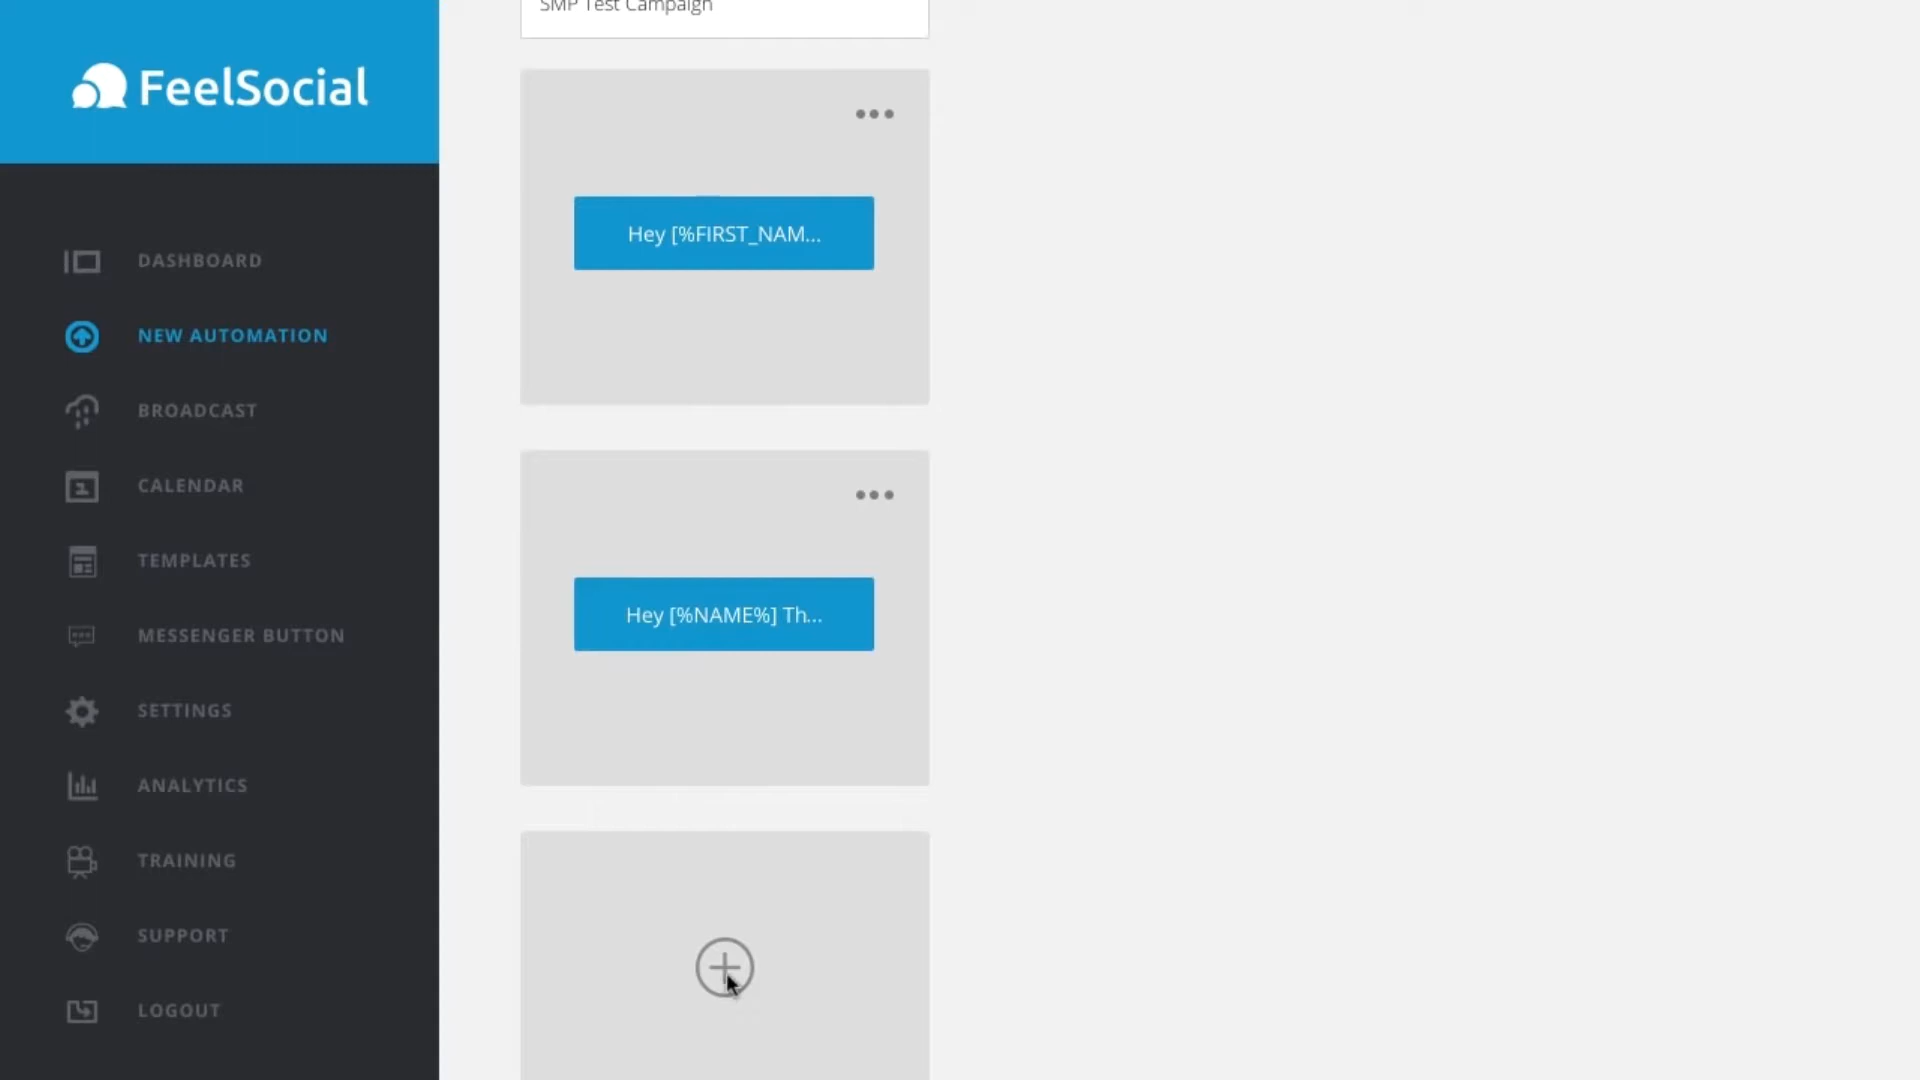 FeelSocial
DASHBOARD
NEW AUTOMATION
BROADCAST
CALENDAR
TEMPLATES
MESSENGER BUTTON
SETTINGS
ANALYTICS
TRAINING
SUPPORT
LOGOUT
SMP Test Campaign
Hey [%FIRST_NAM...
Hey [%NAME%] Th...